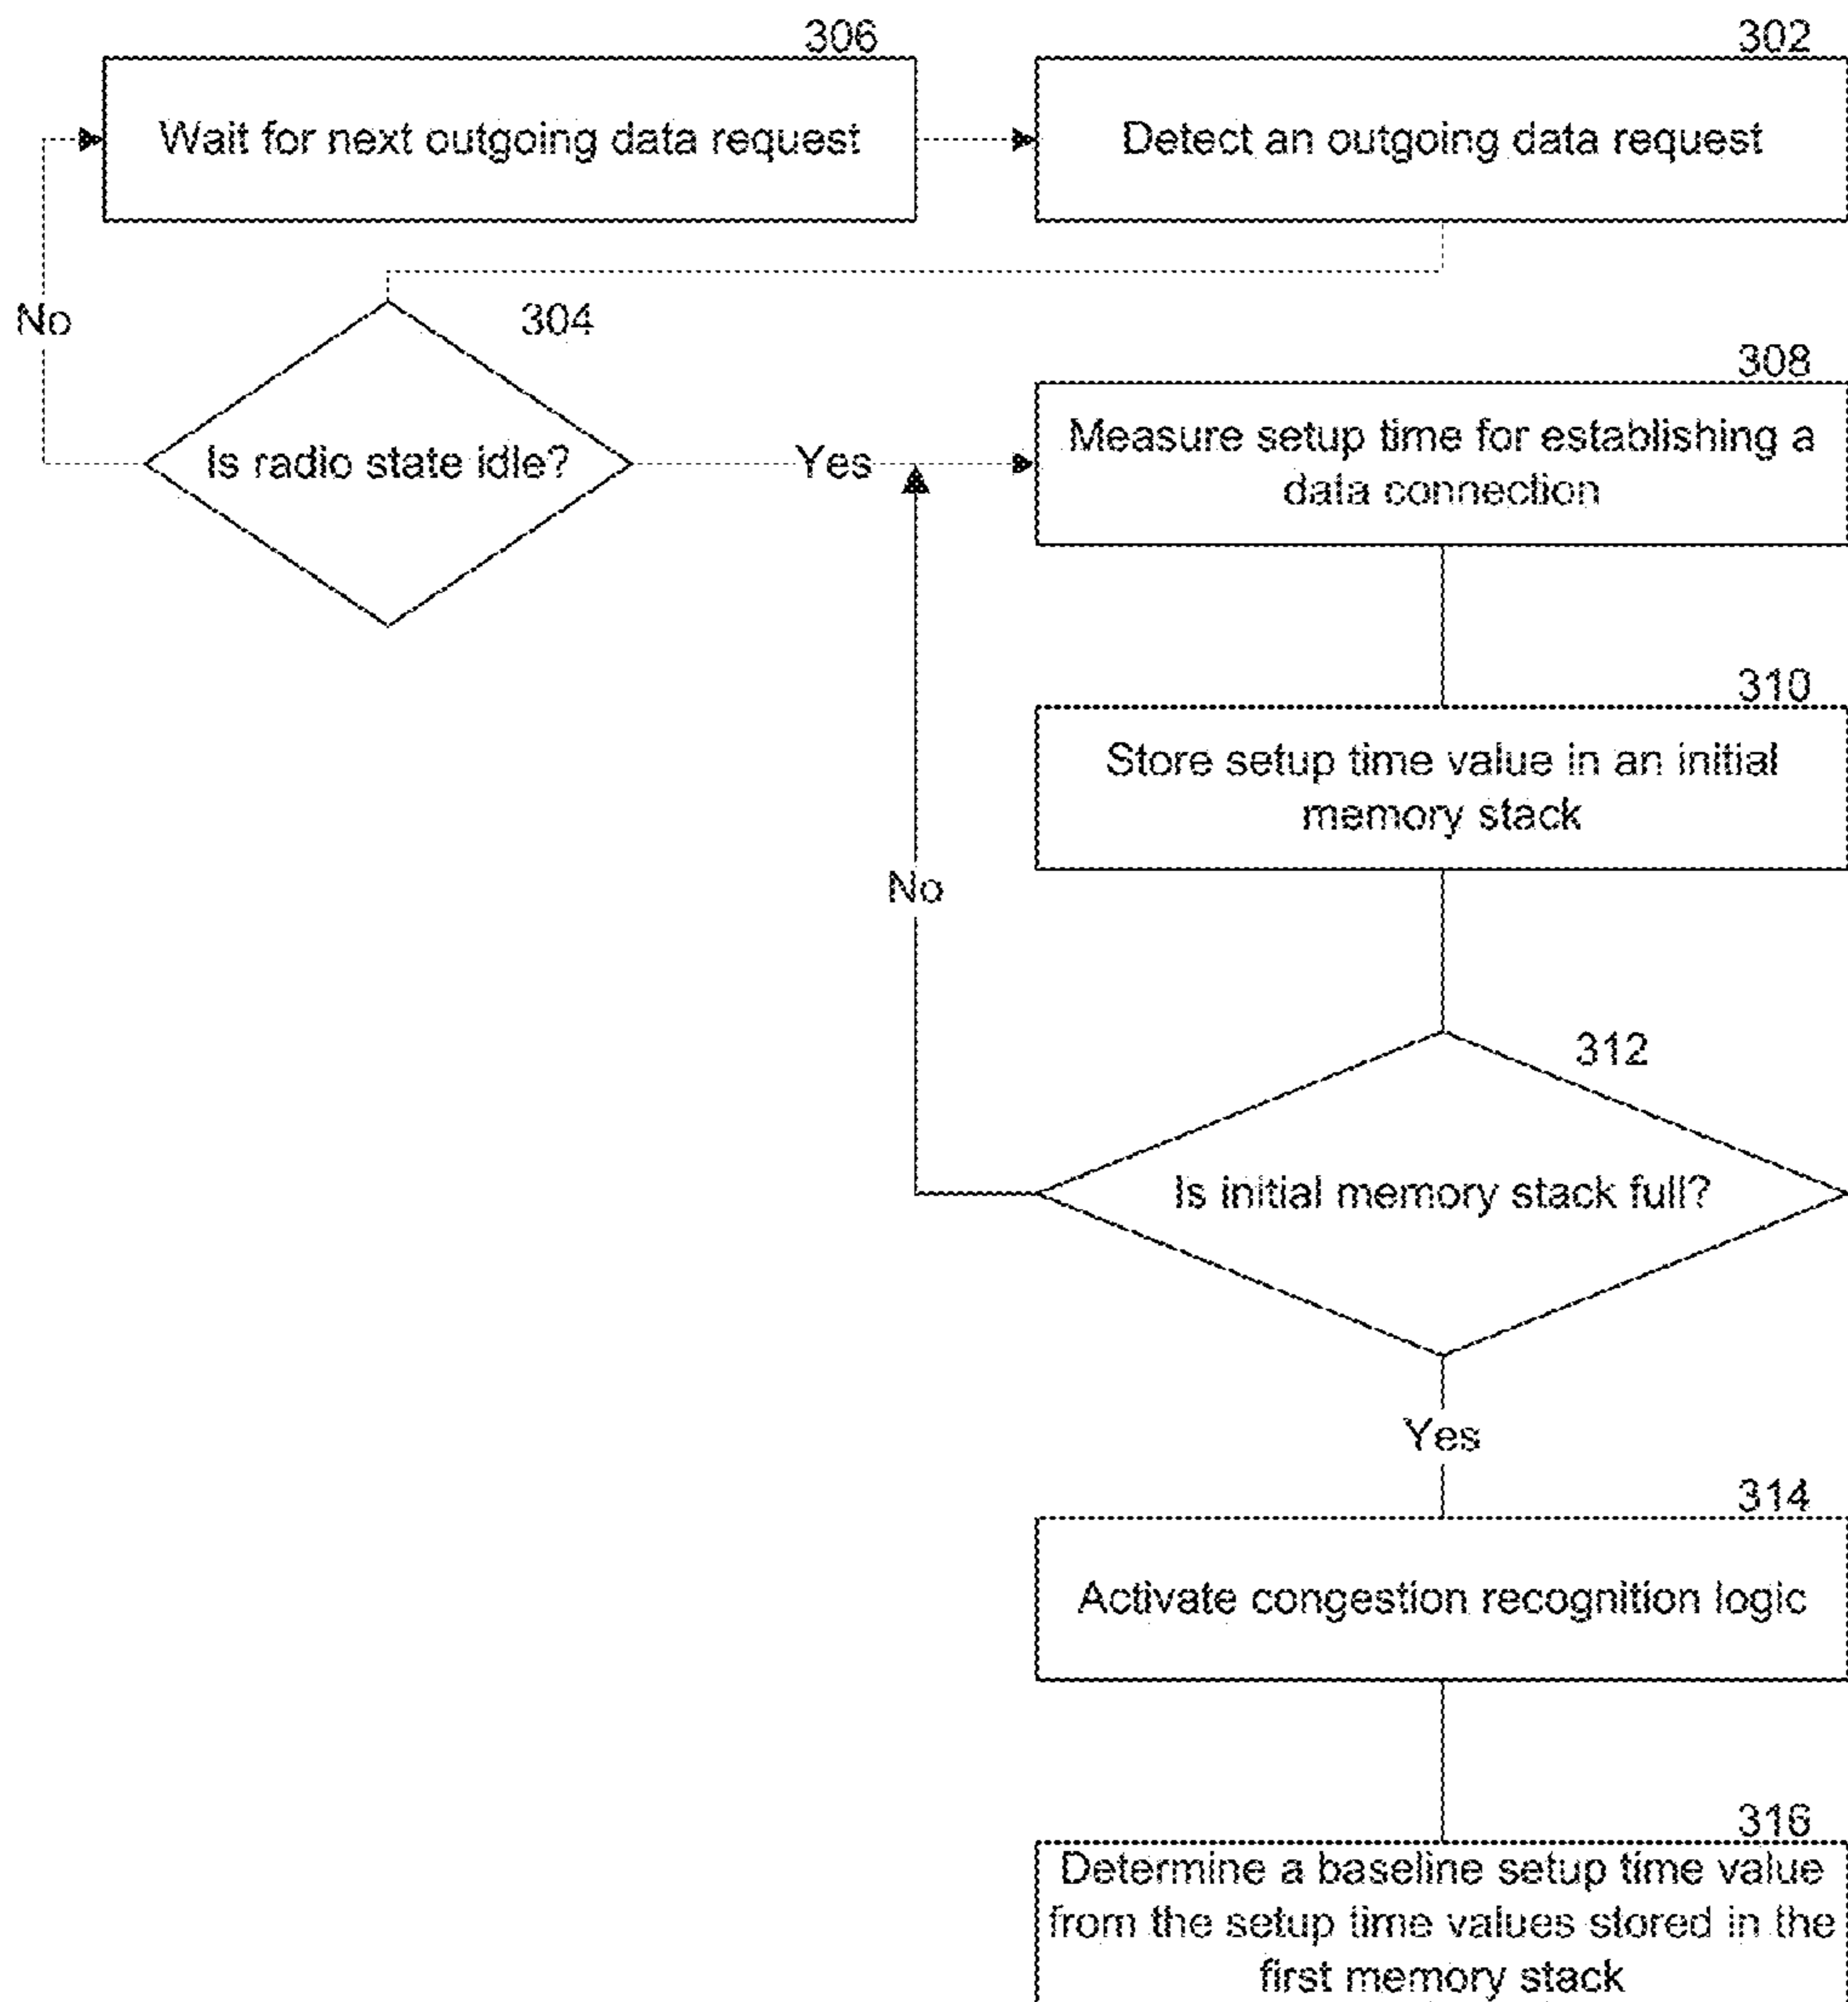 306
Wait for next outgoing data request
302
Detect an outgoing data request
No
304
Is radio state idle?
Yes
308
Measure setup time for establishing a
data connection
310
Store setup time value in an initial
memory stack
No
312
Is initial memory stack full?
Yes
314
Activate congestion recognition logic
316
Determine a baseline setup time value
from the setup time values stored in the
first memory stack